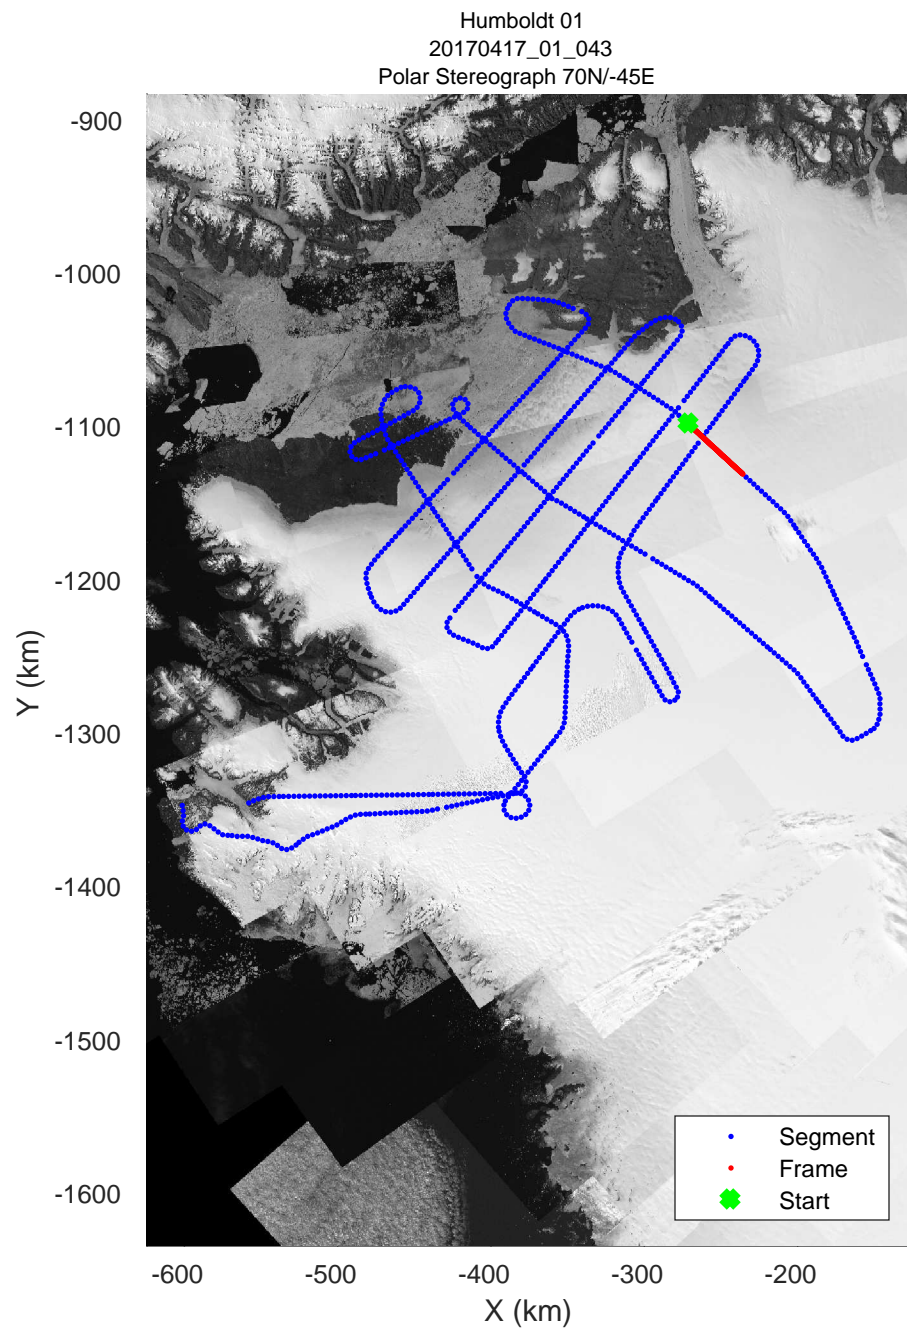 Humboldt 01
20170417_01_043
Polar Stereograph 70N/-45E
-900
-1000
-1100
-1200
-1300
-1400
-1500
-1600
Y (km)
Segment
Frame
Start
-600 -500 -400 -300 -200
X (km)